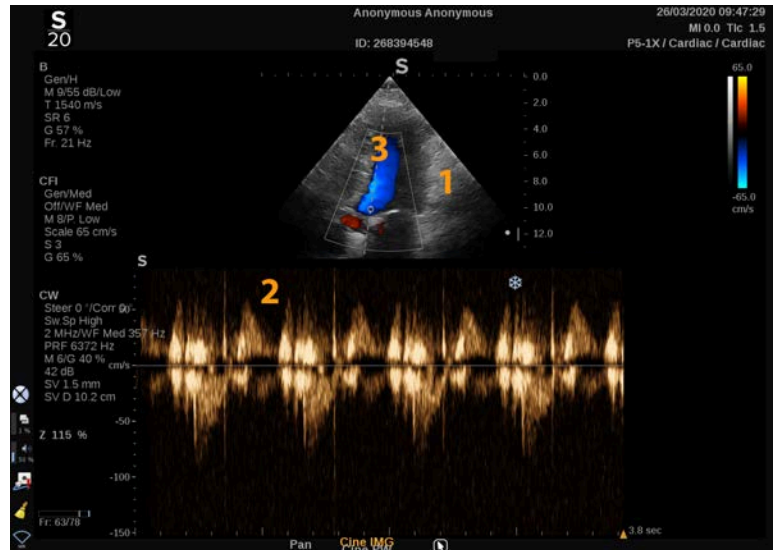 S
20
Anonymous Anonymous
ID: 268394548
26/03/2020 09:47:29
MI 0.0 TIc 1.5
P5-1X / Cardiac / Cardiac
B
Gen/H
M 9/55 dB/Low
T 1540 m/s
SR 6
G 57 %
Fr. 21 Hz
CFI
Gen/Med
Off/WF Med
M 8/P. Low
Scale 65 cm/s
S 3
G 65 %
S
0.0
2.0
4.0
6.0
8.0
10.0
12.0
3
1
65.0
-65.0
cm/s
S
2
CW
Steer 0 °/Corr 0
Sw.Sp High
2 MHz/WF Med 357 Hz
PRF 6372 Hz
M 6/G 40 %
42 dB
SV 1.5 mm
SV D 10.2 cm
Z 115 %
cm/s
-50
-100
-150
1 %
50 %
Fr: 63/78
3.8 sec
Pan
Cine IMG